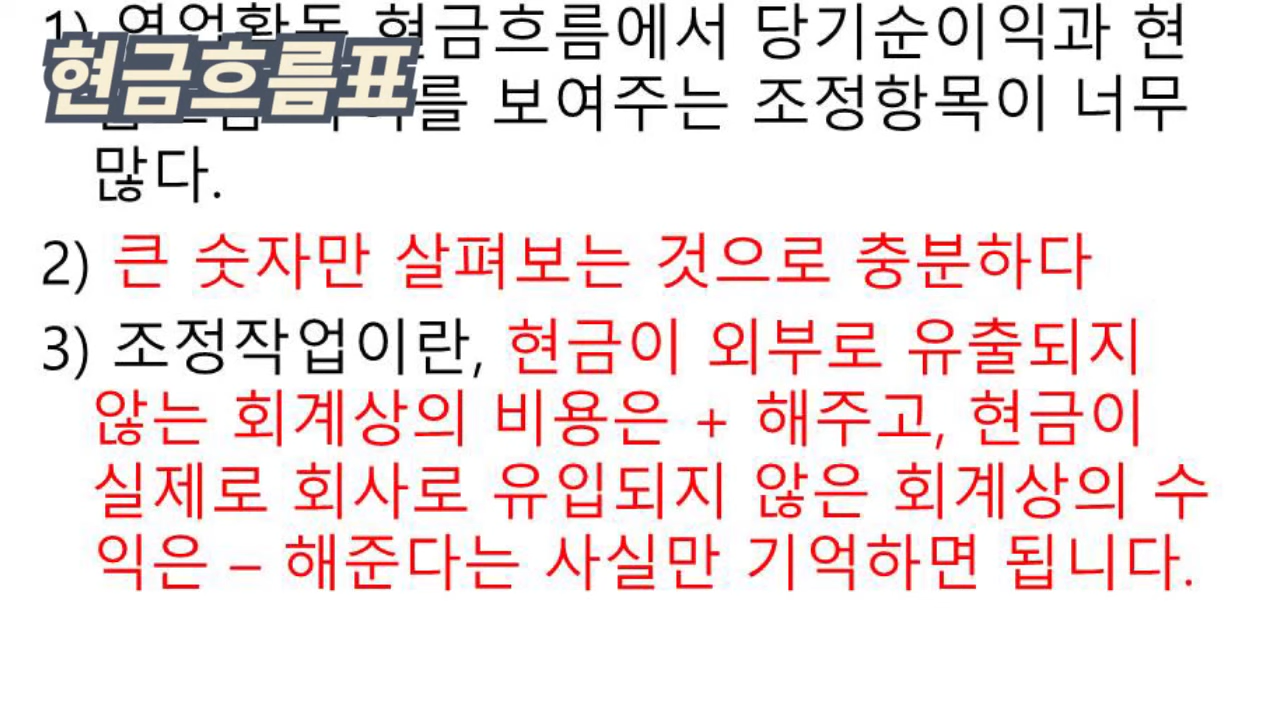 현금흐름표
1) 영업활동 현금흐름에서 당기순이익과 현
를 보여주는 조정항목이 너무
많다.
2) 큰 숫자만 살펴보는 것으로 충분하다
3) 조정작업이란, 현금이 외부로 유출되지
않는 회계상의 비용은 + 해주고, 현금이
실제로 회사로 유입되지 않은 회계상의 수
익은 – 해준다는 사실만 기억하면 됩니다.